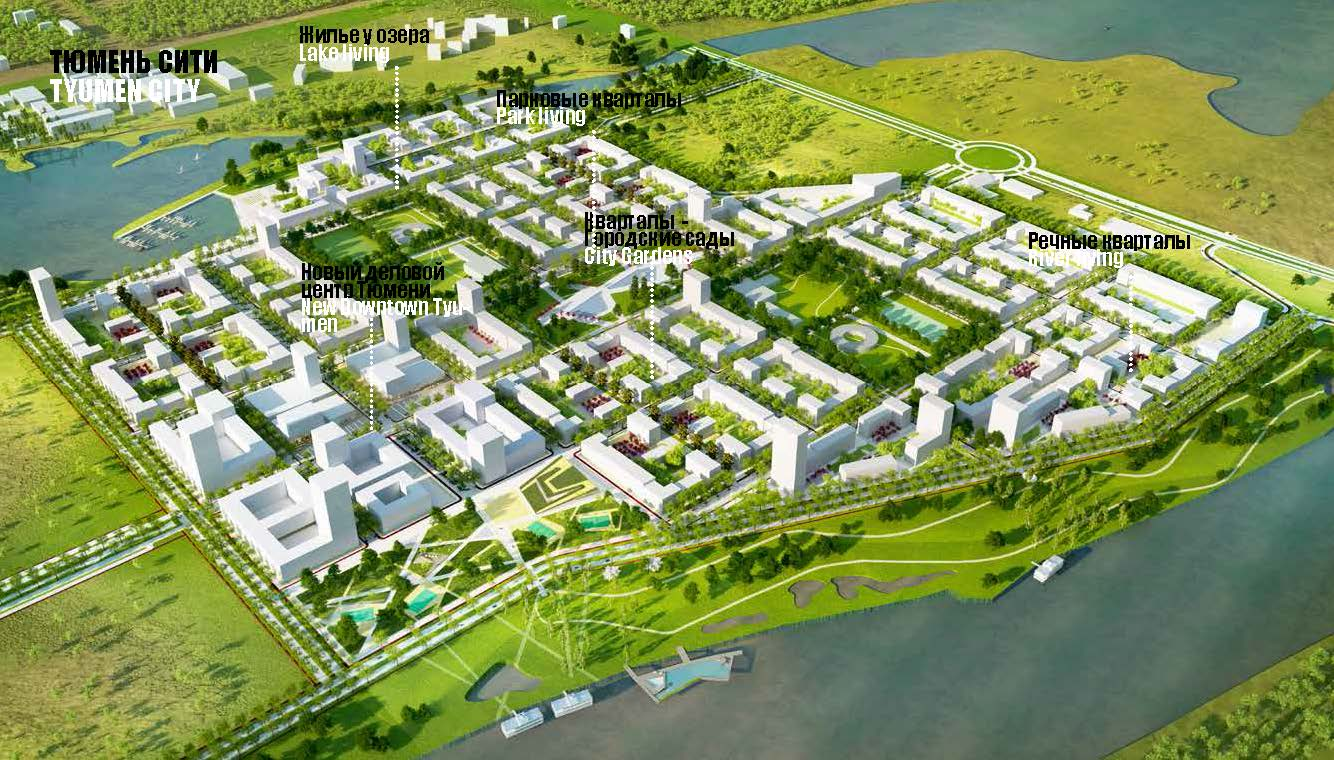 ТЮМЕНЬ СИТИ
TYUMEN CITY
Жилье у озера
Lake living
Парковые кварталы
Park living
Кварталы -
Городские сады
City Gardens
Речные кварталы
River living
Новый деловой
центр Тюмени
New Downtown Tyu-
men